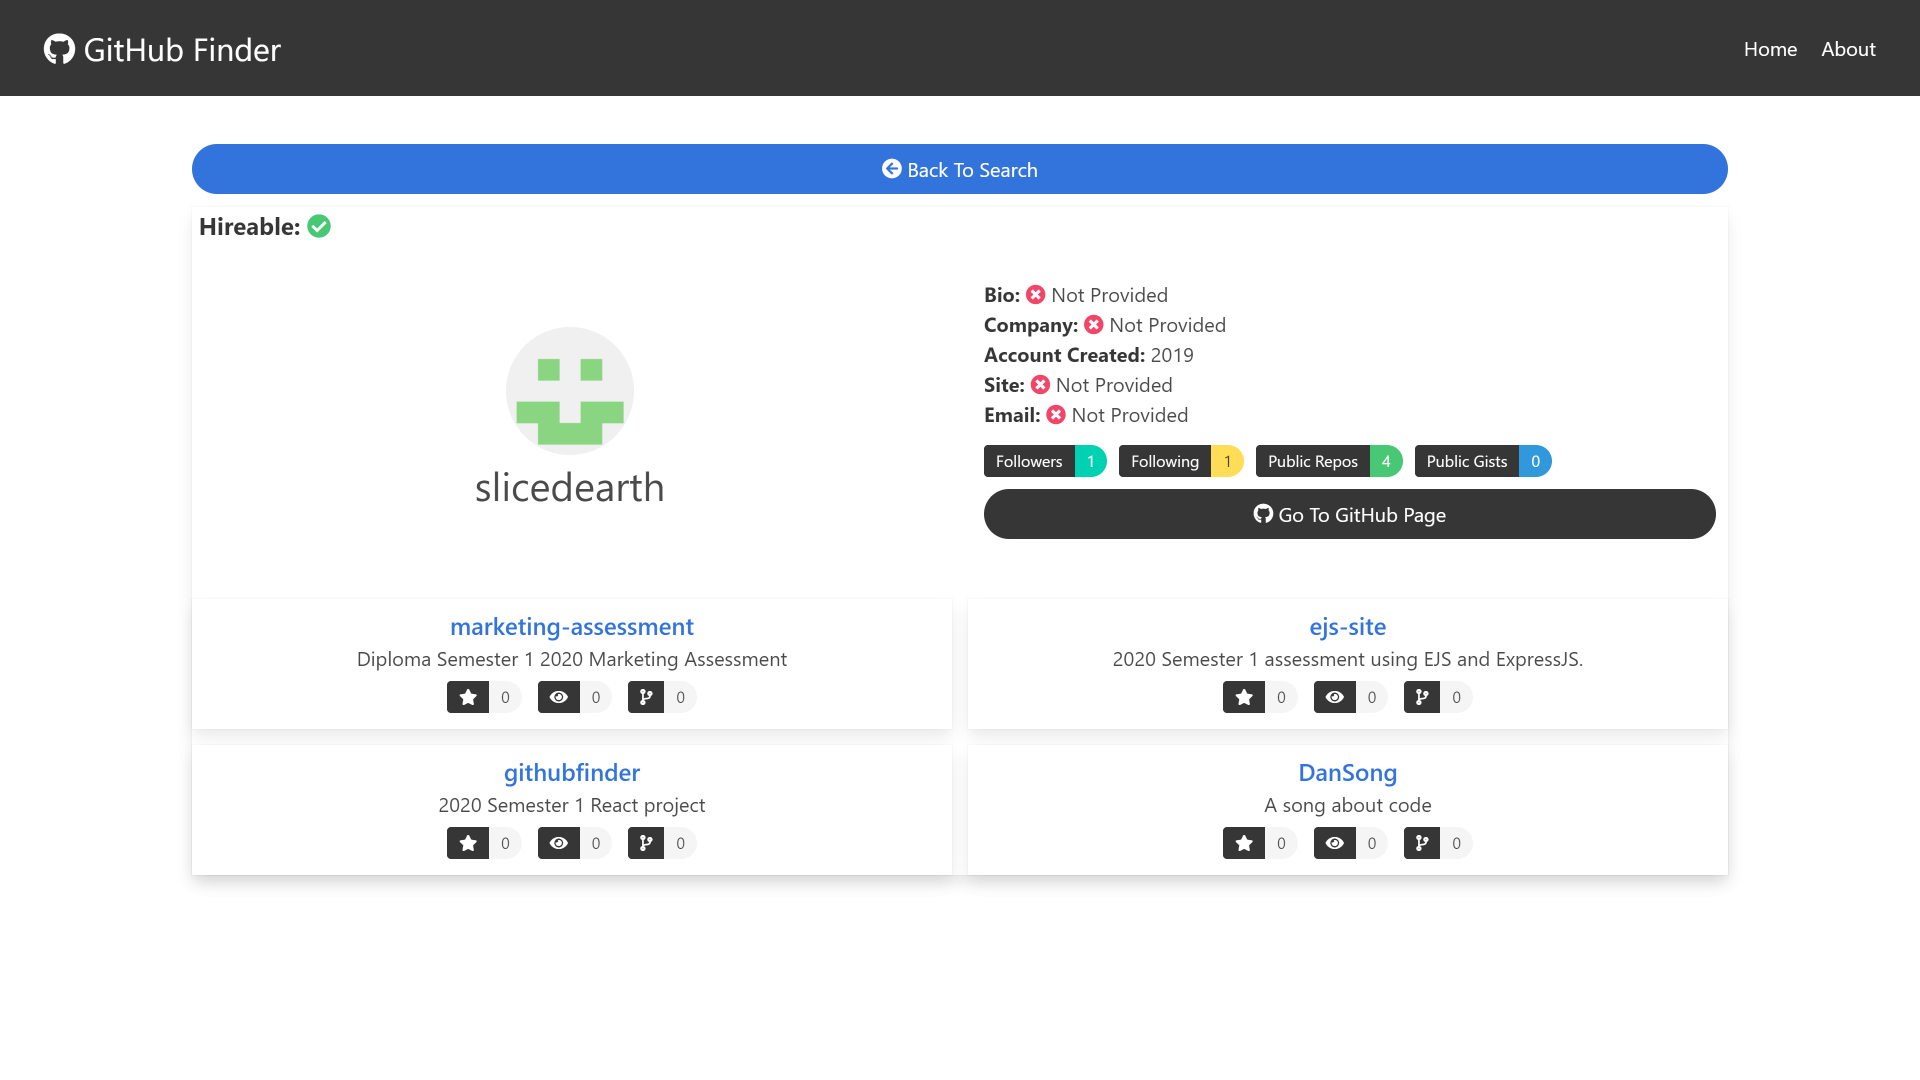 GitHub Finder
Home About
Back To Search
Hireable:
Bio: Not Provided
Company: Not Provided
Account Created: 2019
Site: Not Provided
Email: Not Provided
Followers 1 Following 1 Public Repos 4 Public Gists 0
slicedearth
Go To GitHub Page
marketing-assessment
Diploma Semester 1 2020 Marketing Assessment
0 0 0
ejs-site
2020 Semester 1 assessment using EJS and ExpressJS.
0 0 0
githubfinder
2020 Semester 1 React project
0 0 0
DanSong
A song about code
0 0 0